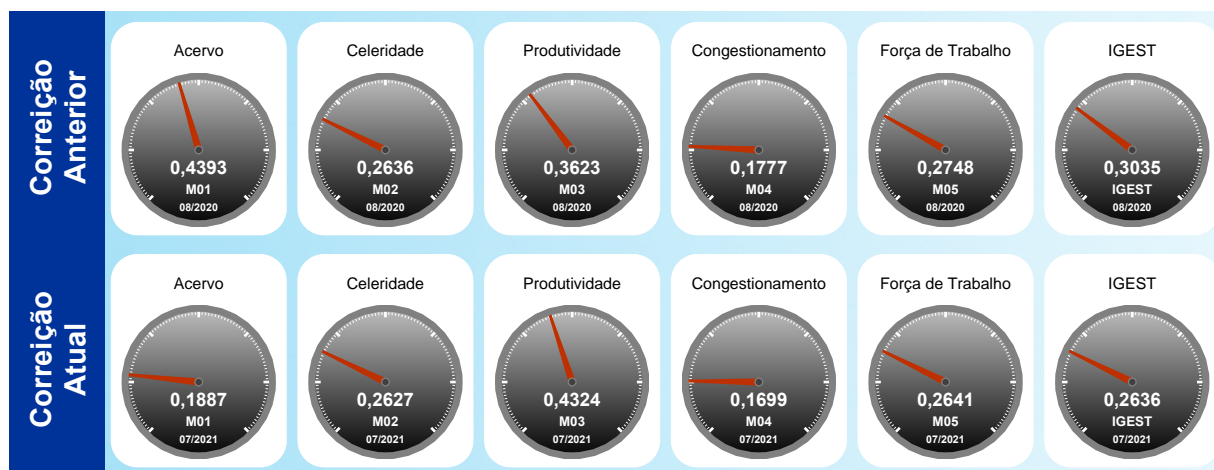 Correição
Anterior
Acervo
0,4393
M01
08/2020
Celeridade
0,2636
M02
08/2020
Produtividade
0,3623
M03
08/2020
Congestionamento
0,1777
M04
08/2020
Força de Trabalho
0,2748
M05
08/2020
IGEST
0,3035
IGEST
08/2020
Correição
Atual
Acervo
0,1887
M01
07/2021
Celeridade
0,2627
M02
07/2021
Produtividade
0,4324
M03
07/2021
Congestionamento
0,1699
M04
07/2021
Força de Trabalho
0,2641
M05
07/2021
IGEST
0,2636
IGEST
07/2021